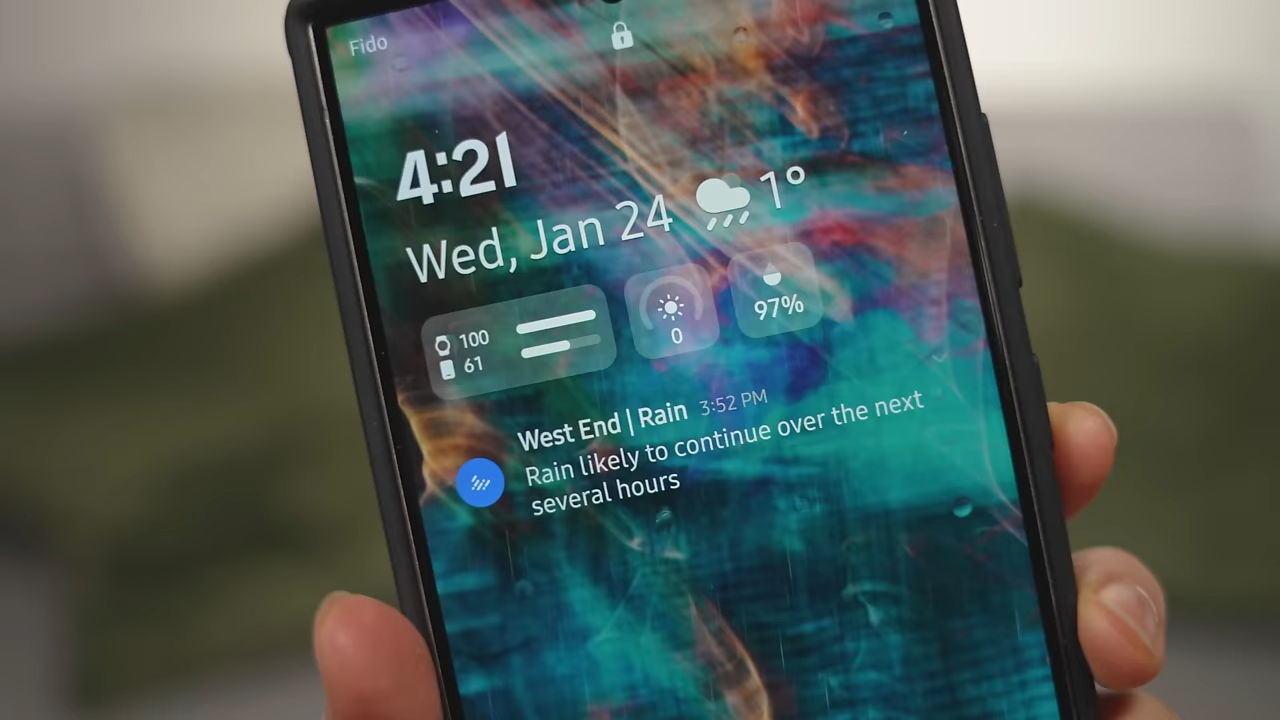 Fido
4:21
Wed, Jan 24 1°
100
61
0
97%
West End | Rain 3:52 PM
Rain likely to continue over the next
several hours